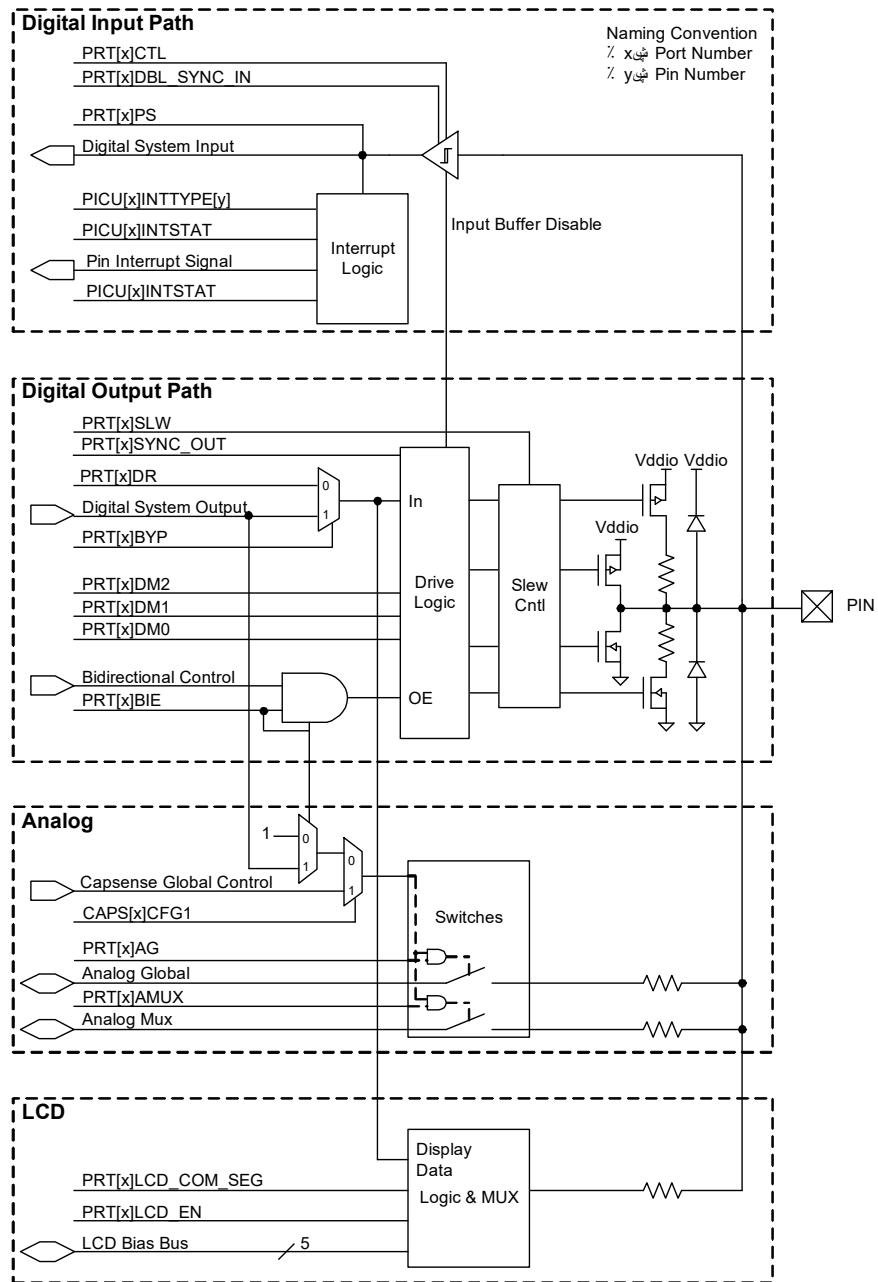 Digital Input Path
Naming Convention
x Port Number
y Pin Number
PRT[x]CTL
PRT[x]DBL_SYNC_IN
PRT[x]PS
Digital System Input
PICU[x]INTTYPE[y]
PICU[x]INTSTAT
Pin Interrupt Signal
PICU[x]INTSTAT
Interrupt
Logic
Input Buffer Disable
Digital Output Path
PRT[x]SLW
PRT[x]SYNC_OUT
PRT[x]DR
Digital System Output
PRT[x]BYP
0
1
In
PRT[x]DM2
PRT[x]DM1
PRT[x]DM0
Drive
Logic
Slew
Cntl
Vddio Vddio
Vddio
PIN
Bidirectional Control
PRT[x]BIE
OE
Analog
1
0
1
0
1
Capsense Global Control
CAPS[x]CFG1
Switches
PRT[x]AG
Analog Global
PRT[x]AMUX
Analog Mux
LCD
Display
Data
Logic & MUX
PRT[x]LCD_COM_SEG
PRT[x]LCD_EN
LCD Bias Bus
5